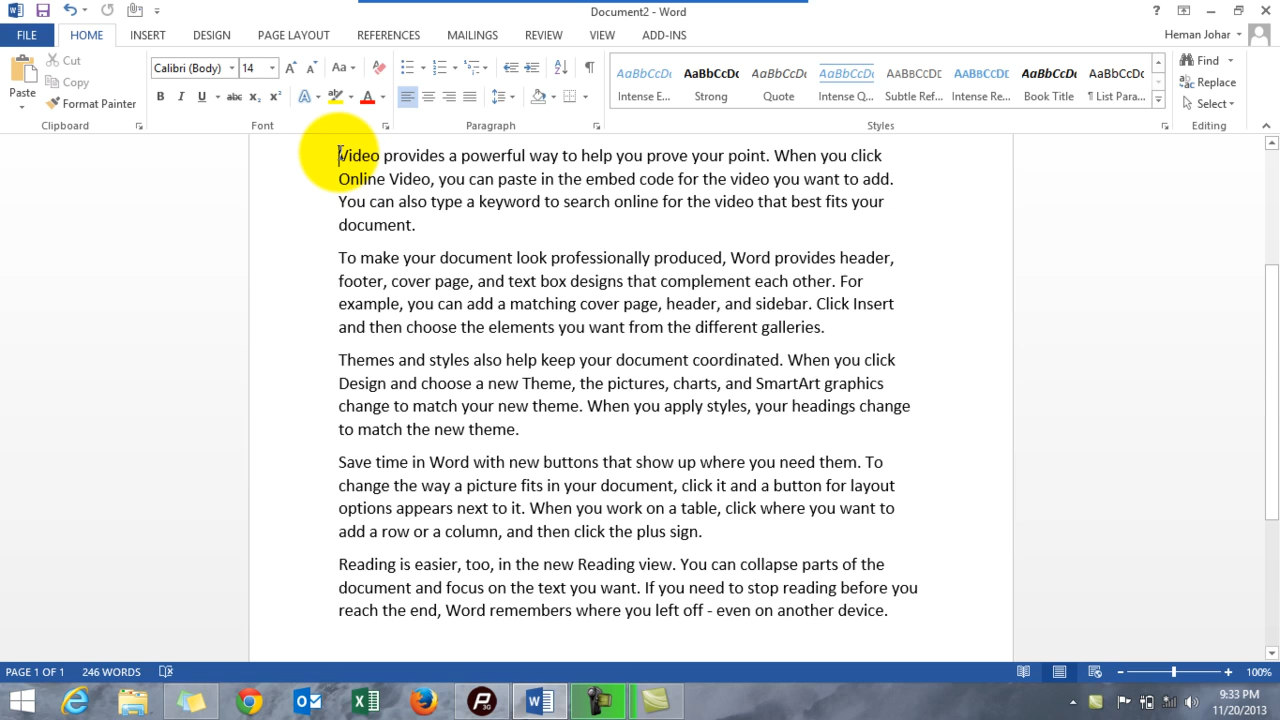 Document2 - Word
FILE HOME INSERT DESIGN PAGE LAYOUT REFERENCES MAILINGS REVIEW VIEW ADD-INS Heman Johar
Paste
Cut
Copy
Format Painter
Clipboard
Calibri (Body) 14
Aa
B I U abc x₂ x² A A
Font
Paragraph
AaBbCcDc AaBbCcDc AaBbCcDc AaBbCcDc AaBbCcDc AaBbCcDc AaBbCcDc AaBbCcDc
Intense E... Strong Quote Intense Q... Subtle Ref... Intense Re... Book Title ¶ List Para...
Styles
Find
Replace
Select
Editing
Video provides a powerful way to help you prove your point. When you click
Online Video, you can paste in the embed code for the video you want to add.
You can also type a keyword to search online for the video that best fits your
document.
To make your document look professionally produced, Word provides header,
footer, cover page, and text box designs that complement each other. For
example, you can add a matching cover page, header, and sidebar. Click Insert
and then choose the elements you want from the different galleries.
Themes and styles also help keep your document coordinated. When you click
Design and choose a new Theme, the pictures, charts, and SmartArt graphics
change to match your new theme. When you apply styles, your headings change
to match the new theme.
Save time in Word with new buttons that show up where you need them. To
change the way a picture fits in your document, click it and a button for layout
options appears next to it. When you work on a table, click where you want to
add a row or a column, and then click the plus sign.
Reading is easier, too, in the new Reading view. You can collapse parts of the
document and focus on the text you want. If you need to stop reading before you
reach the end, Word remembers where you left off - even on another device.
PAGE 1 OF 1 246 WORDS 100%
9:33 PM
11/20/2013